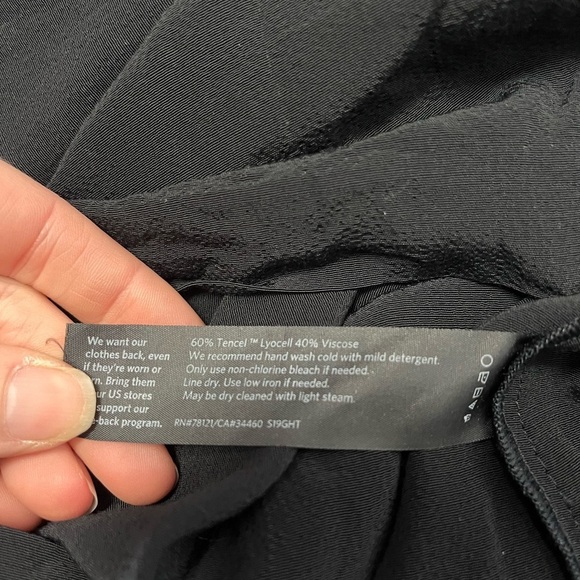 We want our
clothes back, even
if they're worn or
Bring them
US stores
support our
-back program.
60% Tencel ™ Lyocell 40% Viscose
We recommend hand wash cold with mild detergent.
Only use non-chlorine bleach if needed.
Line dry. Use low iron if needed.
May be dry cleaned with light steam.
RN#78121/CA#34460 S19GHT